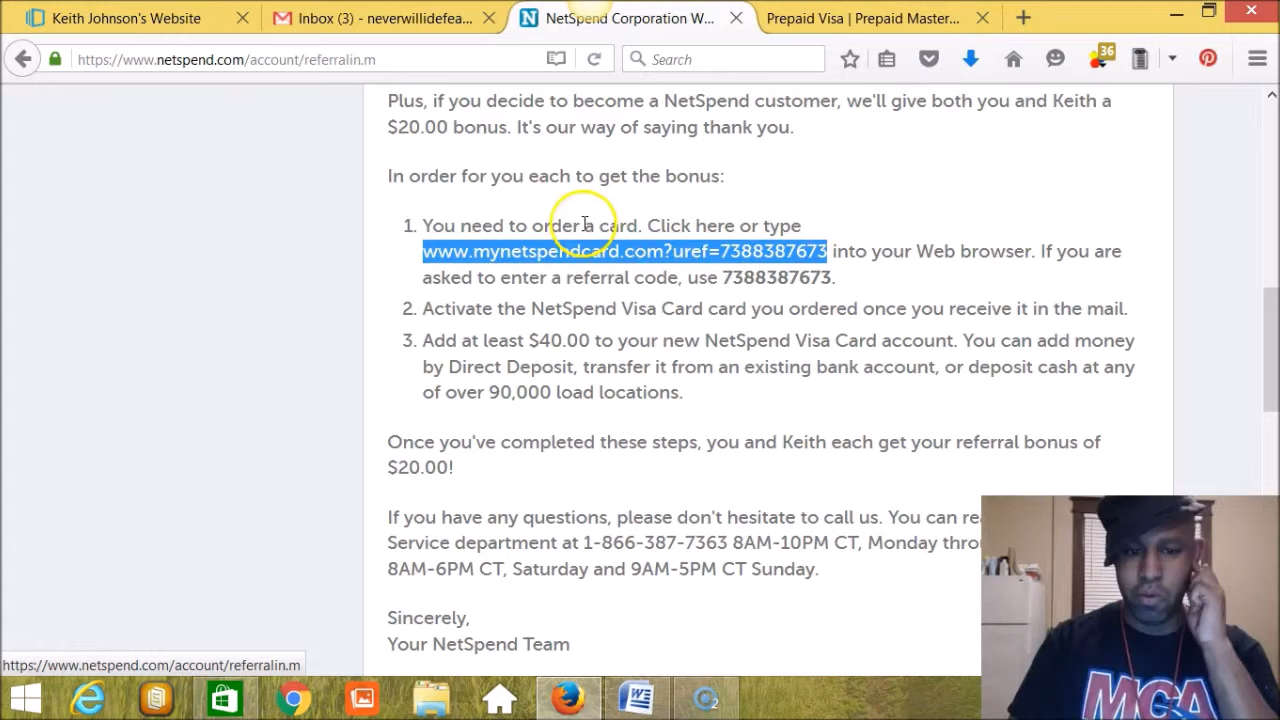 Keith Johnson's Website
Inbox (3) - neverwillidefea...
NetSpend Corporation W...
Prepaid Visa | Prepaid Master...
https://www.netspend.com/account/referralin.m
Search
36
Plus, if you decide to become a NetSpend customer, we'll give both you and Keith a
$20.00 bonus. It's our way of saying thank you.
In order for you each to get the bonus:
1. You need to order a card. Click here or type
www.mynetspendcard.com?uref=7388387673 into your Web browser. If you are
asked to enter a referral code, use 7388387673.
2. Activate the NetSpend Visa Card card you ordered once you receive it in the mail.
3. Add at least $40.00 to your new NetSpend Visa Card account. You can add money
by Direct Deposit, transfer it from an existing bank account, or deposit cash at any
of over 90,000 load locations.
Once you've completed these steps, you and Keith each get your referral bonus of
$20.00!
If you have any questions, please don't hesitate to call us. You can
Service department at 1-866-387-7363 8AM-10PM CT, Monday
8AM-6PM CT, Saturday and 9AM-5PM CT Sunday.
Sincerely,
Your NetSpend Team
https://www.netspend.com/account/referralin.m
MCA